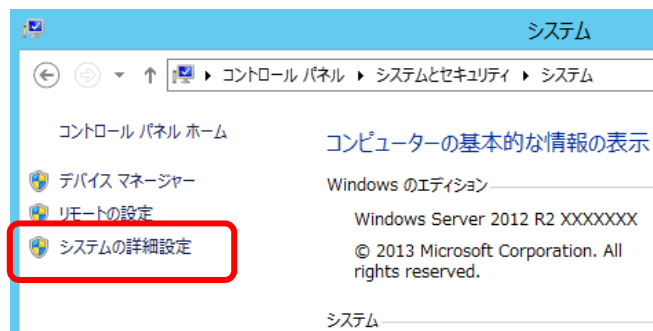 システム
コントロール パネル ▸ システムとセキュリティ ▸ システム
コントロール パネル ホーム
デバイス マネージャー
リモートの設定
システムの詳細設定
コンピューターの基本的な情報の表示
Windows のエディション
Windows Server 2012 R2 XXXXXXX
© 2013 Microsoft Corporation. All
rights reserved.
システム